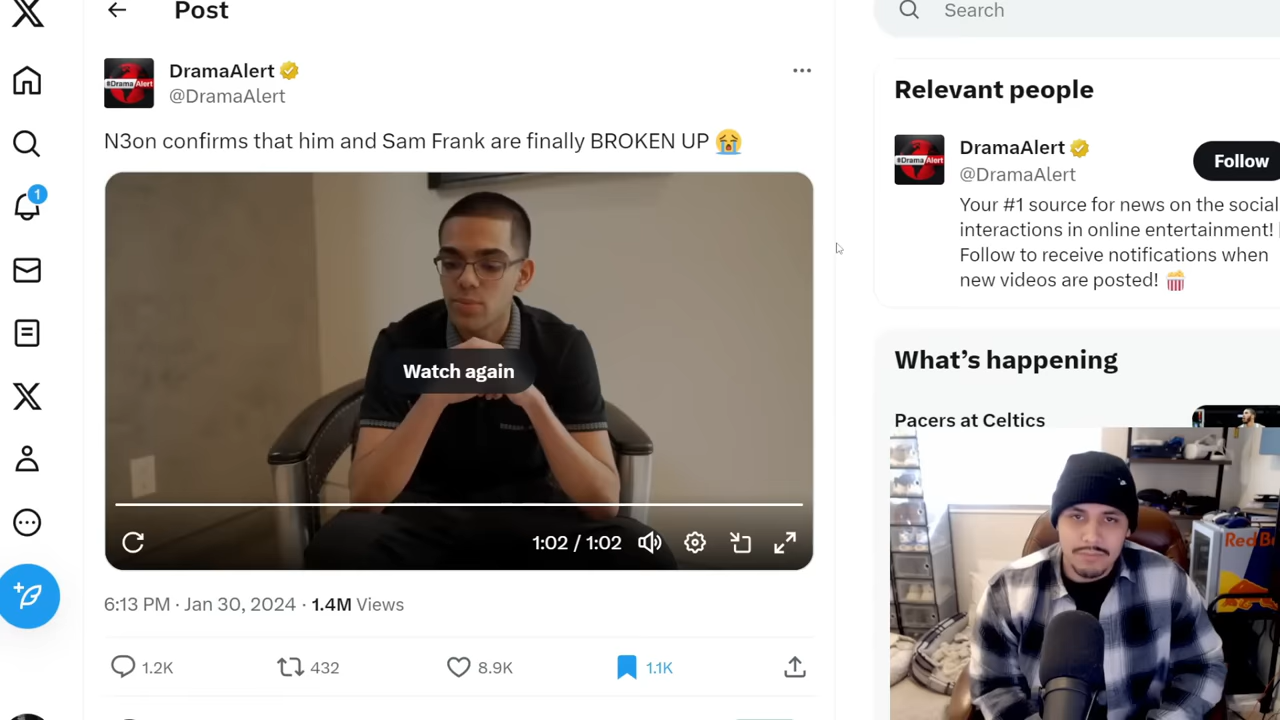 Post
Search
DramaAlert
@DramaAlert
N3on confirms that him and Sam Frank are finally BROKEN UP 😭
#DramaAlert
Watch again
1:02 / 1:02
6:13 PM · Jan 30, 2024 · 1.4M Views
1.2K
432
8.9K
1.1K
1
Relevant people
#DramaAlert
DramaAlert
@DramaAlert
Follow
Your #1 source for news on the social
interactions in online entertainment!
Follow to receive notifications when
new videos are posted! 🍿
What’s happening
Pacers at Celtics